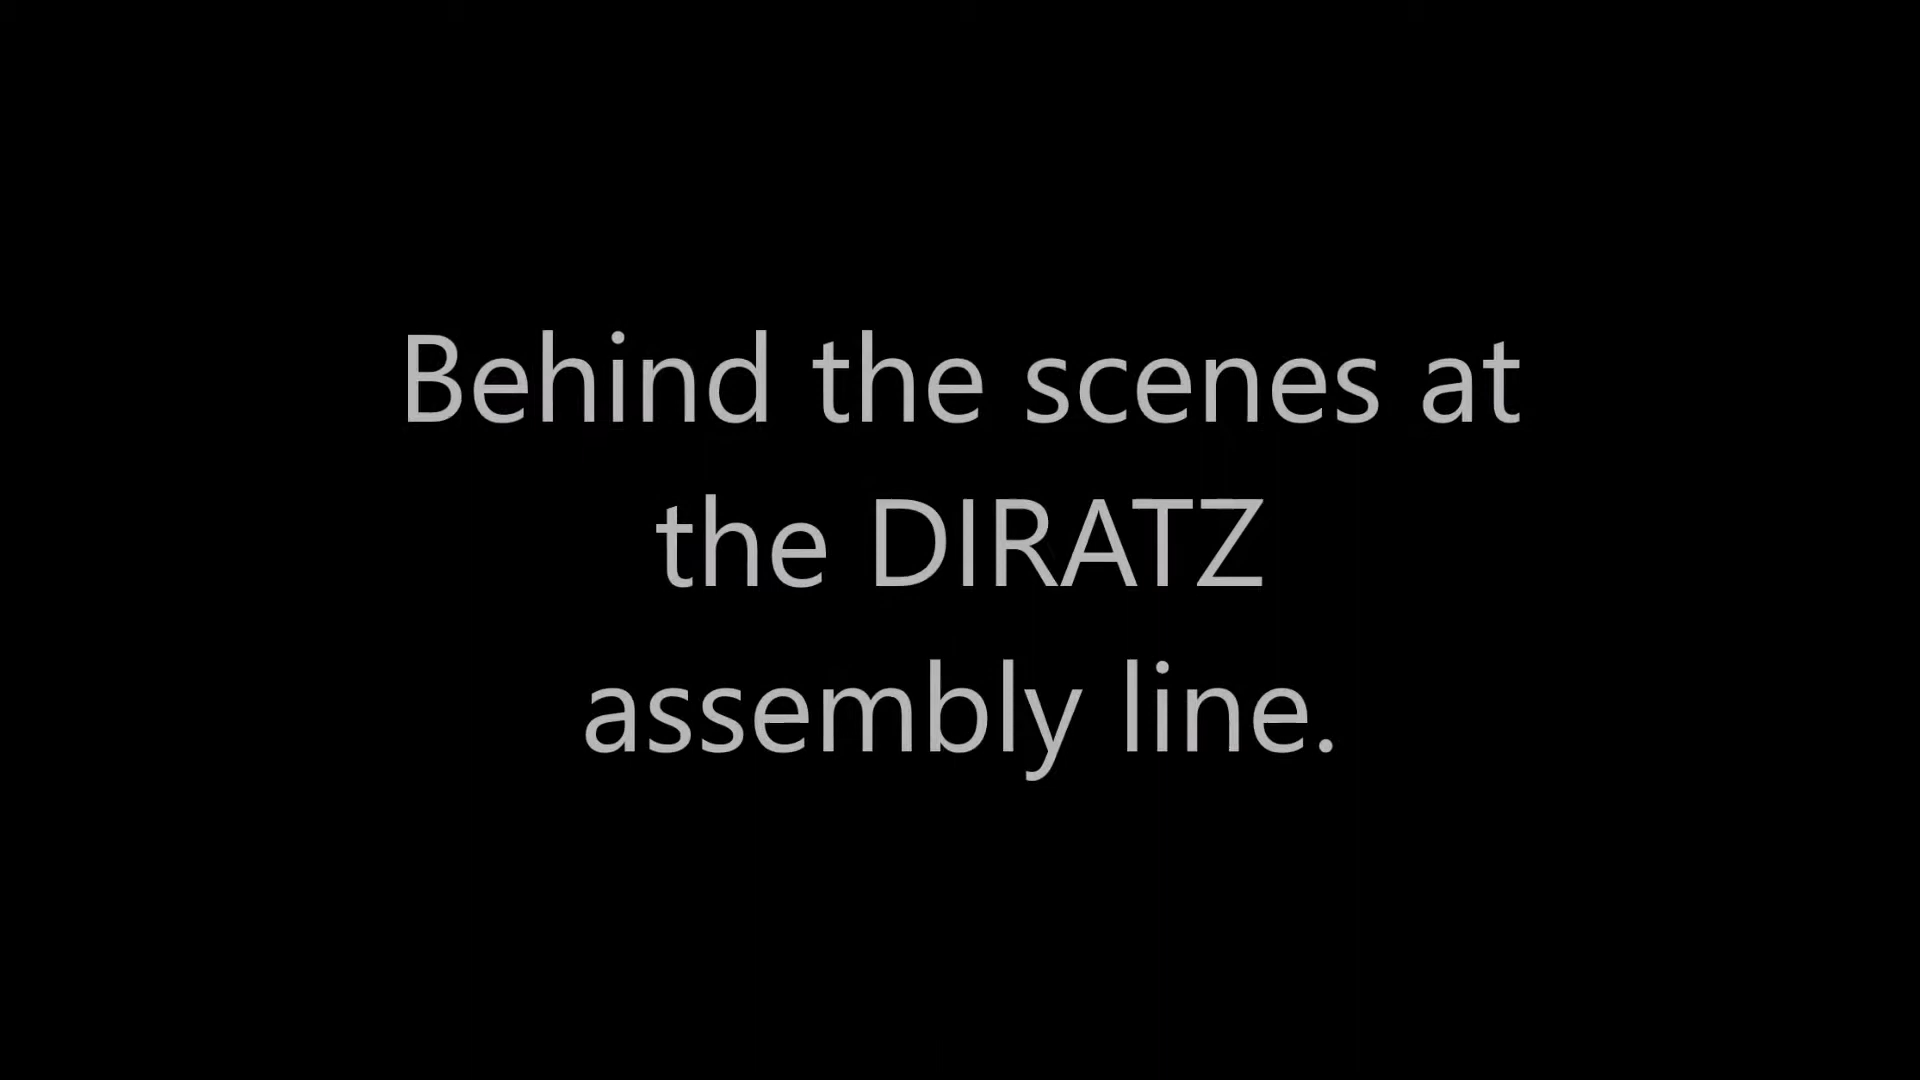 Behind the scenes at
the DIRATZ
assembly line.